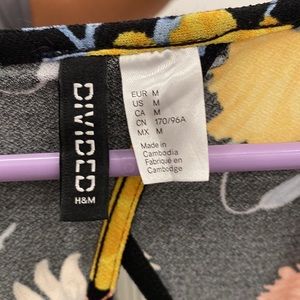 DIVIDED
H&M
EUR M
US M
CA M
CN 170/96A
MX M
Made in
Cambodia
Fabriqué en
Cambodge